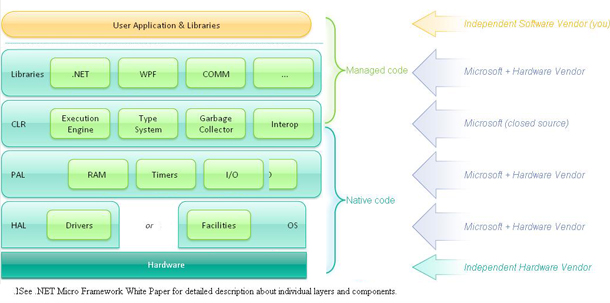 User Application & Libraries
Independent Software Vendor (you)
Managed code
Libraries
.NET
WPF
COMM
...
Microsoft + Hardware Vendor
CLR
Execution
Engine
Type
System
Garbage
Collector
Interop
Microsoft (closed source)
PAL
RAM
Timers
I/O
Microsoft + Hardware Vendor
Native code
HAL
Drivers
or
Facilities
OS
Microsoft + Hardware Vendor
Hardware
Independent Hardware Vendor
.1See .NET Micro Framework White Paper for detailed description about individual layers and components.